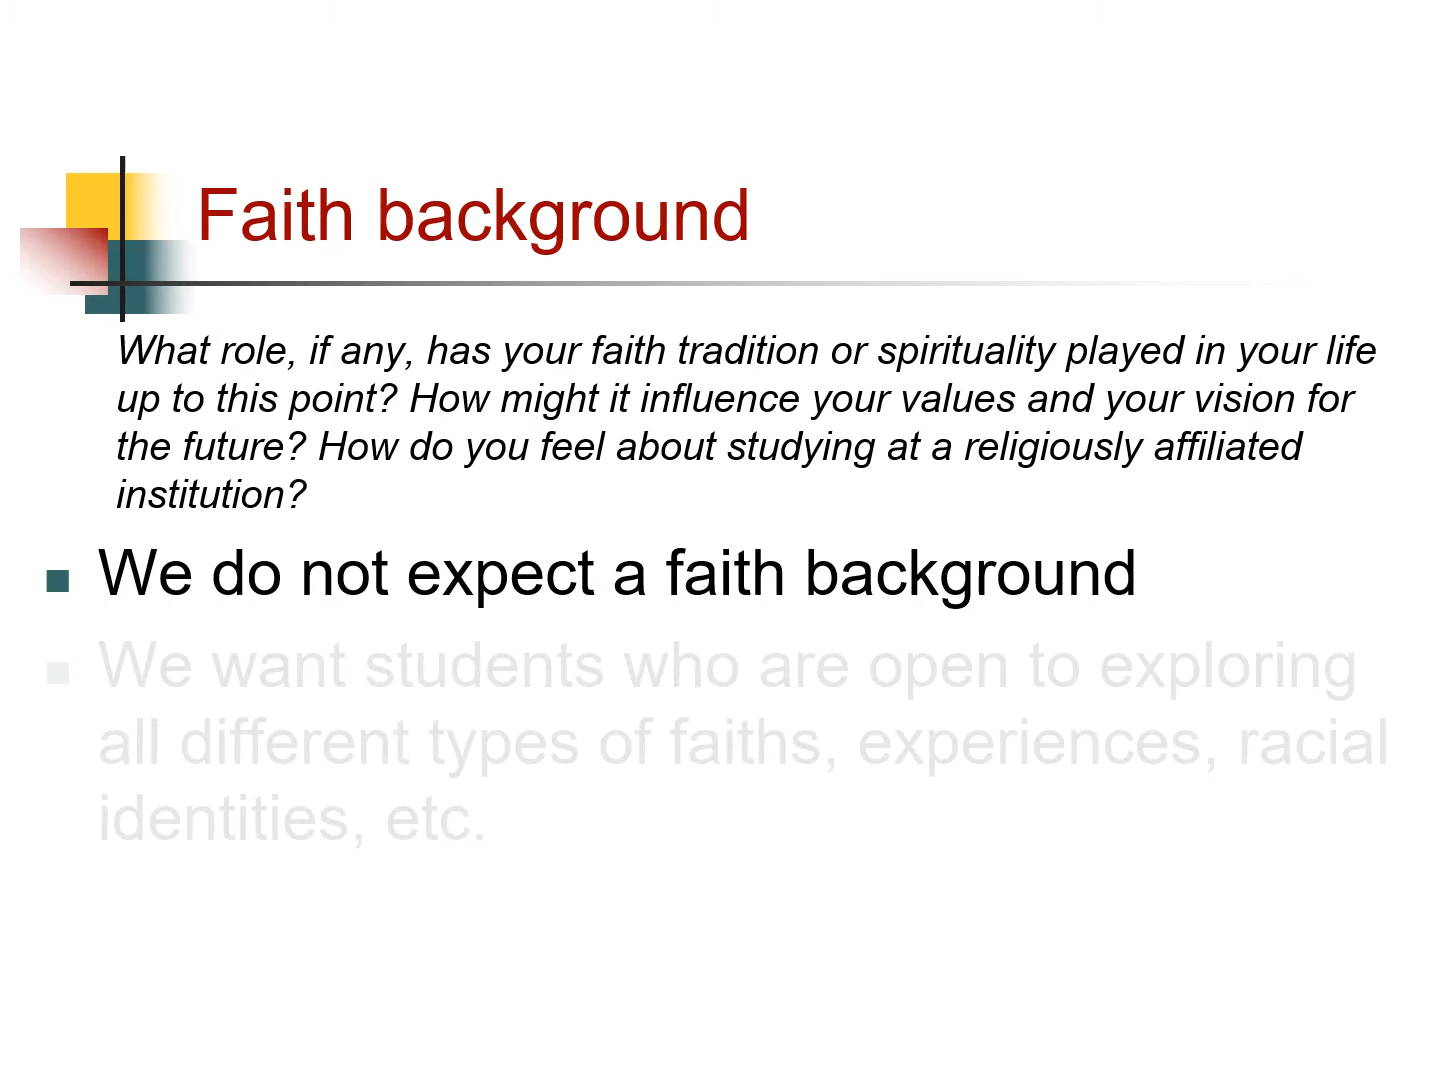 Faith background
What role, if any, has your faith tradition or spirituality played in your life
up to this point? How might it influence your values and your vision for
the future? How do you feel about studying at a religiously affiliated
institution?
We do not expect a faith background
We want students who are open to exploring
all different types of faiths, experiences, racial
identities, etc.